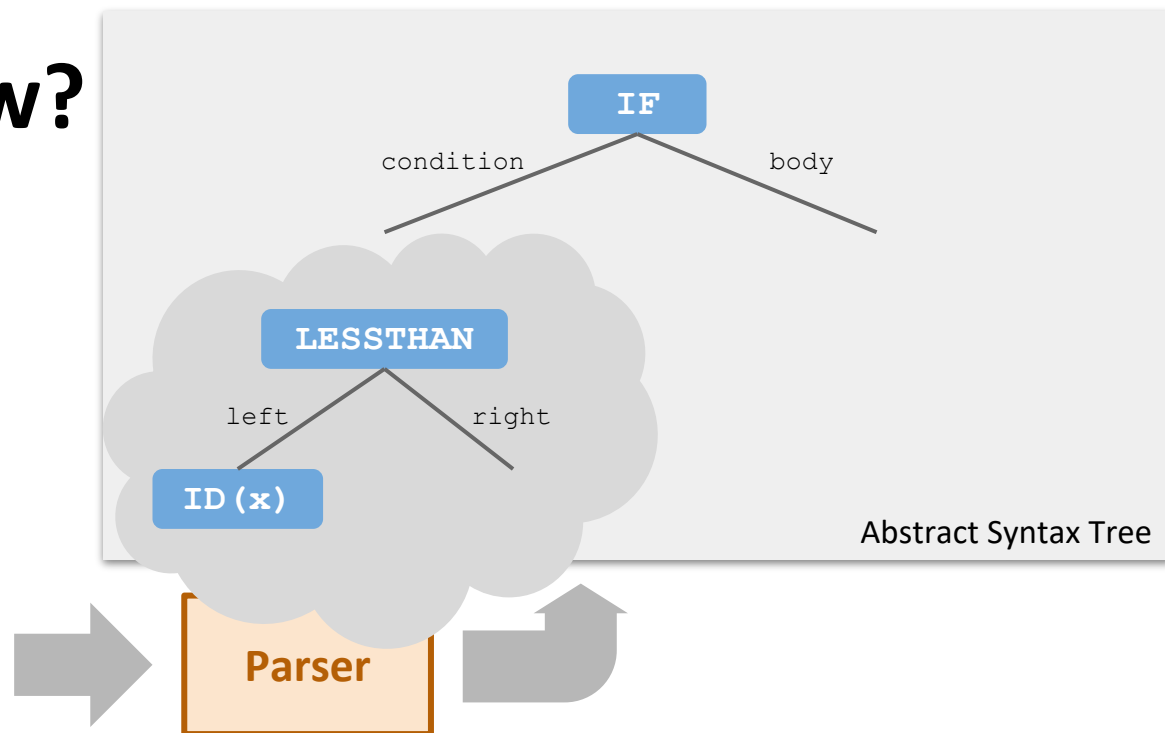 w?
IF
condition
body
LESSTHAN
left
right
ID(x)
Abstract Syntax Tree
Parser